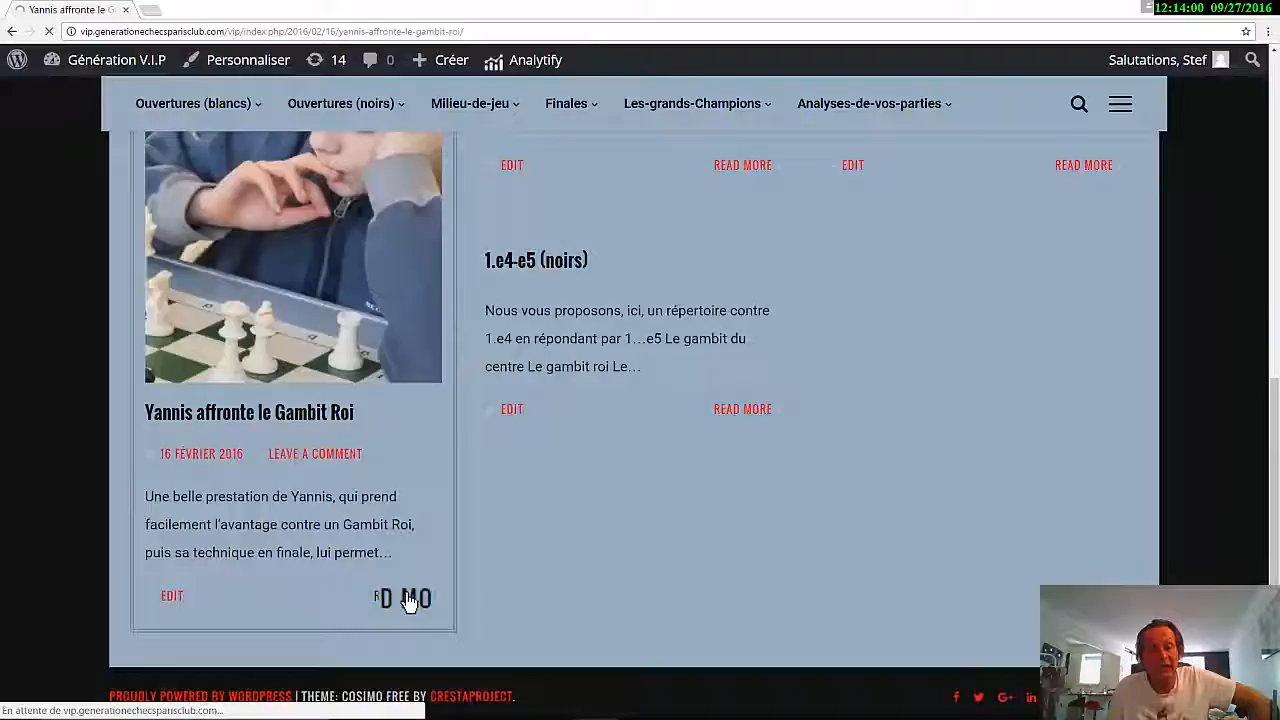 Yannis affronte le G
12:14:00 09/27/2016
vip.generationechecsparisclub.com/vip/index.php/2016/02/16/yannis-affronte-le-gambit-roi/
Génération V.I.P Personnaliser 14 0 Créer Analytify Salutations, Stef
Ouvertures (blancs) Ouvertures (noirs) Milieu-de-jeu Finales Les-grands-Champions Analyses-de-vos-parties
EDIT READ MORE EDIT READ MORE
1.e4-e5 (noirs)
Nous vous proposons, ici, un répertoire contre
1.e4 en répondant par 1...e5 Le gambit du
centre Le gambit roi Le...
EDIT READ MORE
Yannis affronte le Gambit Roi
16 FÉVRIER 2016 LEAVE A COMMENT
Une belle prestation de Yannis, qui prend
facilement l'avantage contre un Gambit Roi,
puis sa technique en finale, lui permet...
EDIT R D MO
PROUDLY POWERED BY WORDPRESS | THEME: COSIMO FREE BY CRESTAPROJECT.
En attente de vip.generationechecsparisclub.com...